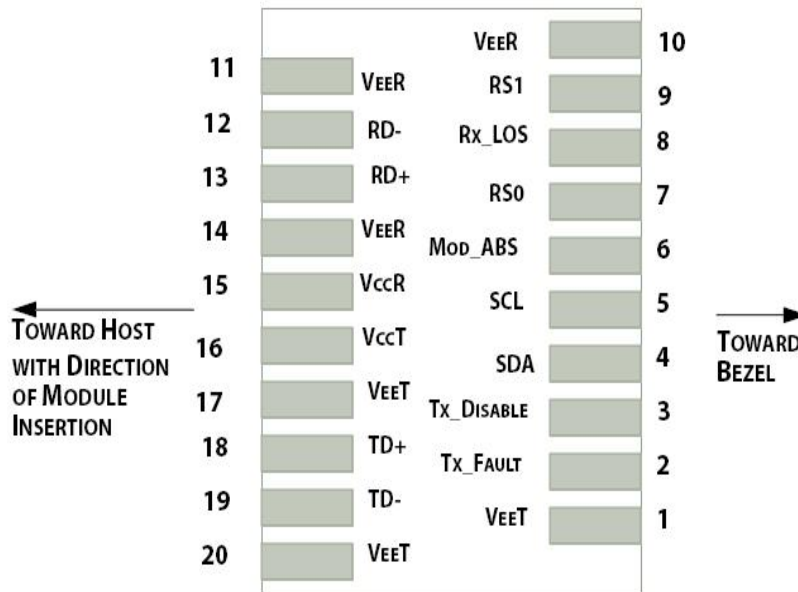 11 VEER
12 RD-
13 RD+
14 VEER
15 VCCR
16 VCCT
17 VEET
18 TD+
19 TD-
20 VEET
VEER 10
RS1 9
RX_LOS 8
RS0 7
MOD_ABS 6
SCL 5
SDA 4
TX_DISABLE 3
TX_FAULT 2
VEET 1
TOWARD HOST
WITH DIRECTION
OF MODULE
INSERTION
TOWARD
BEZEL